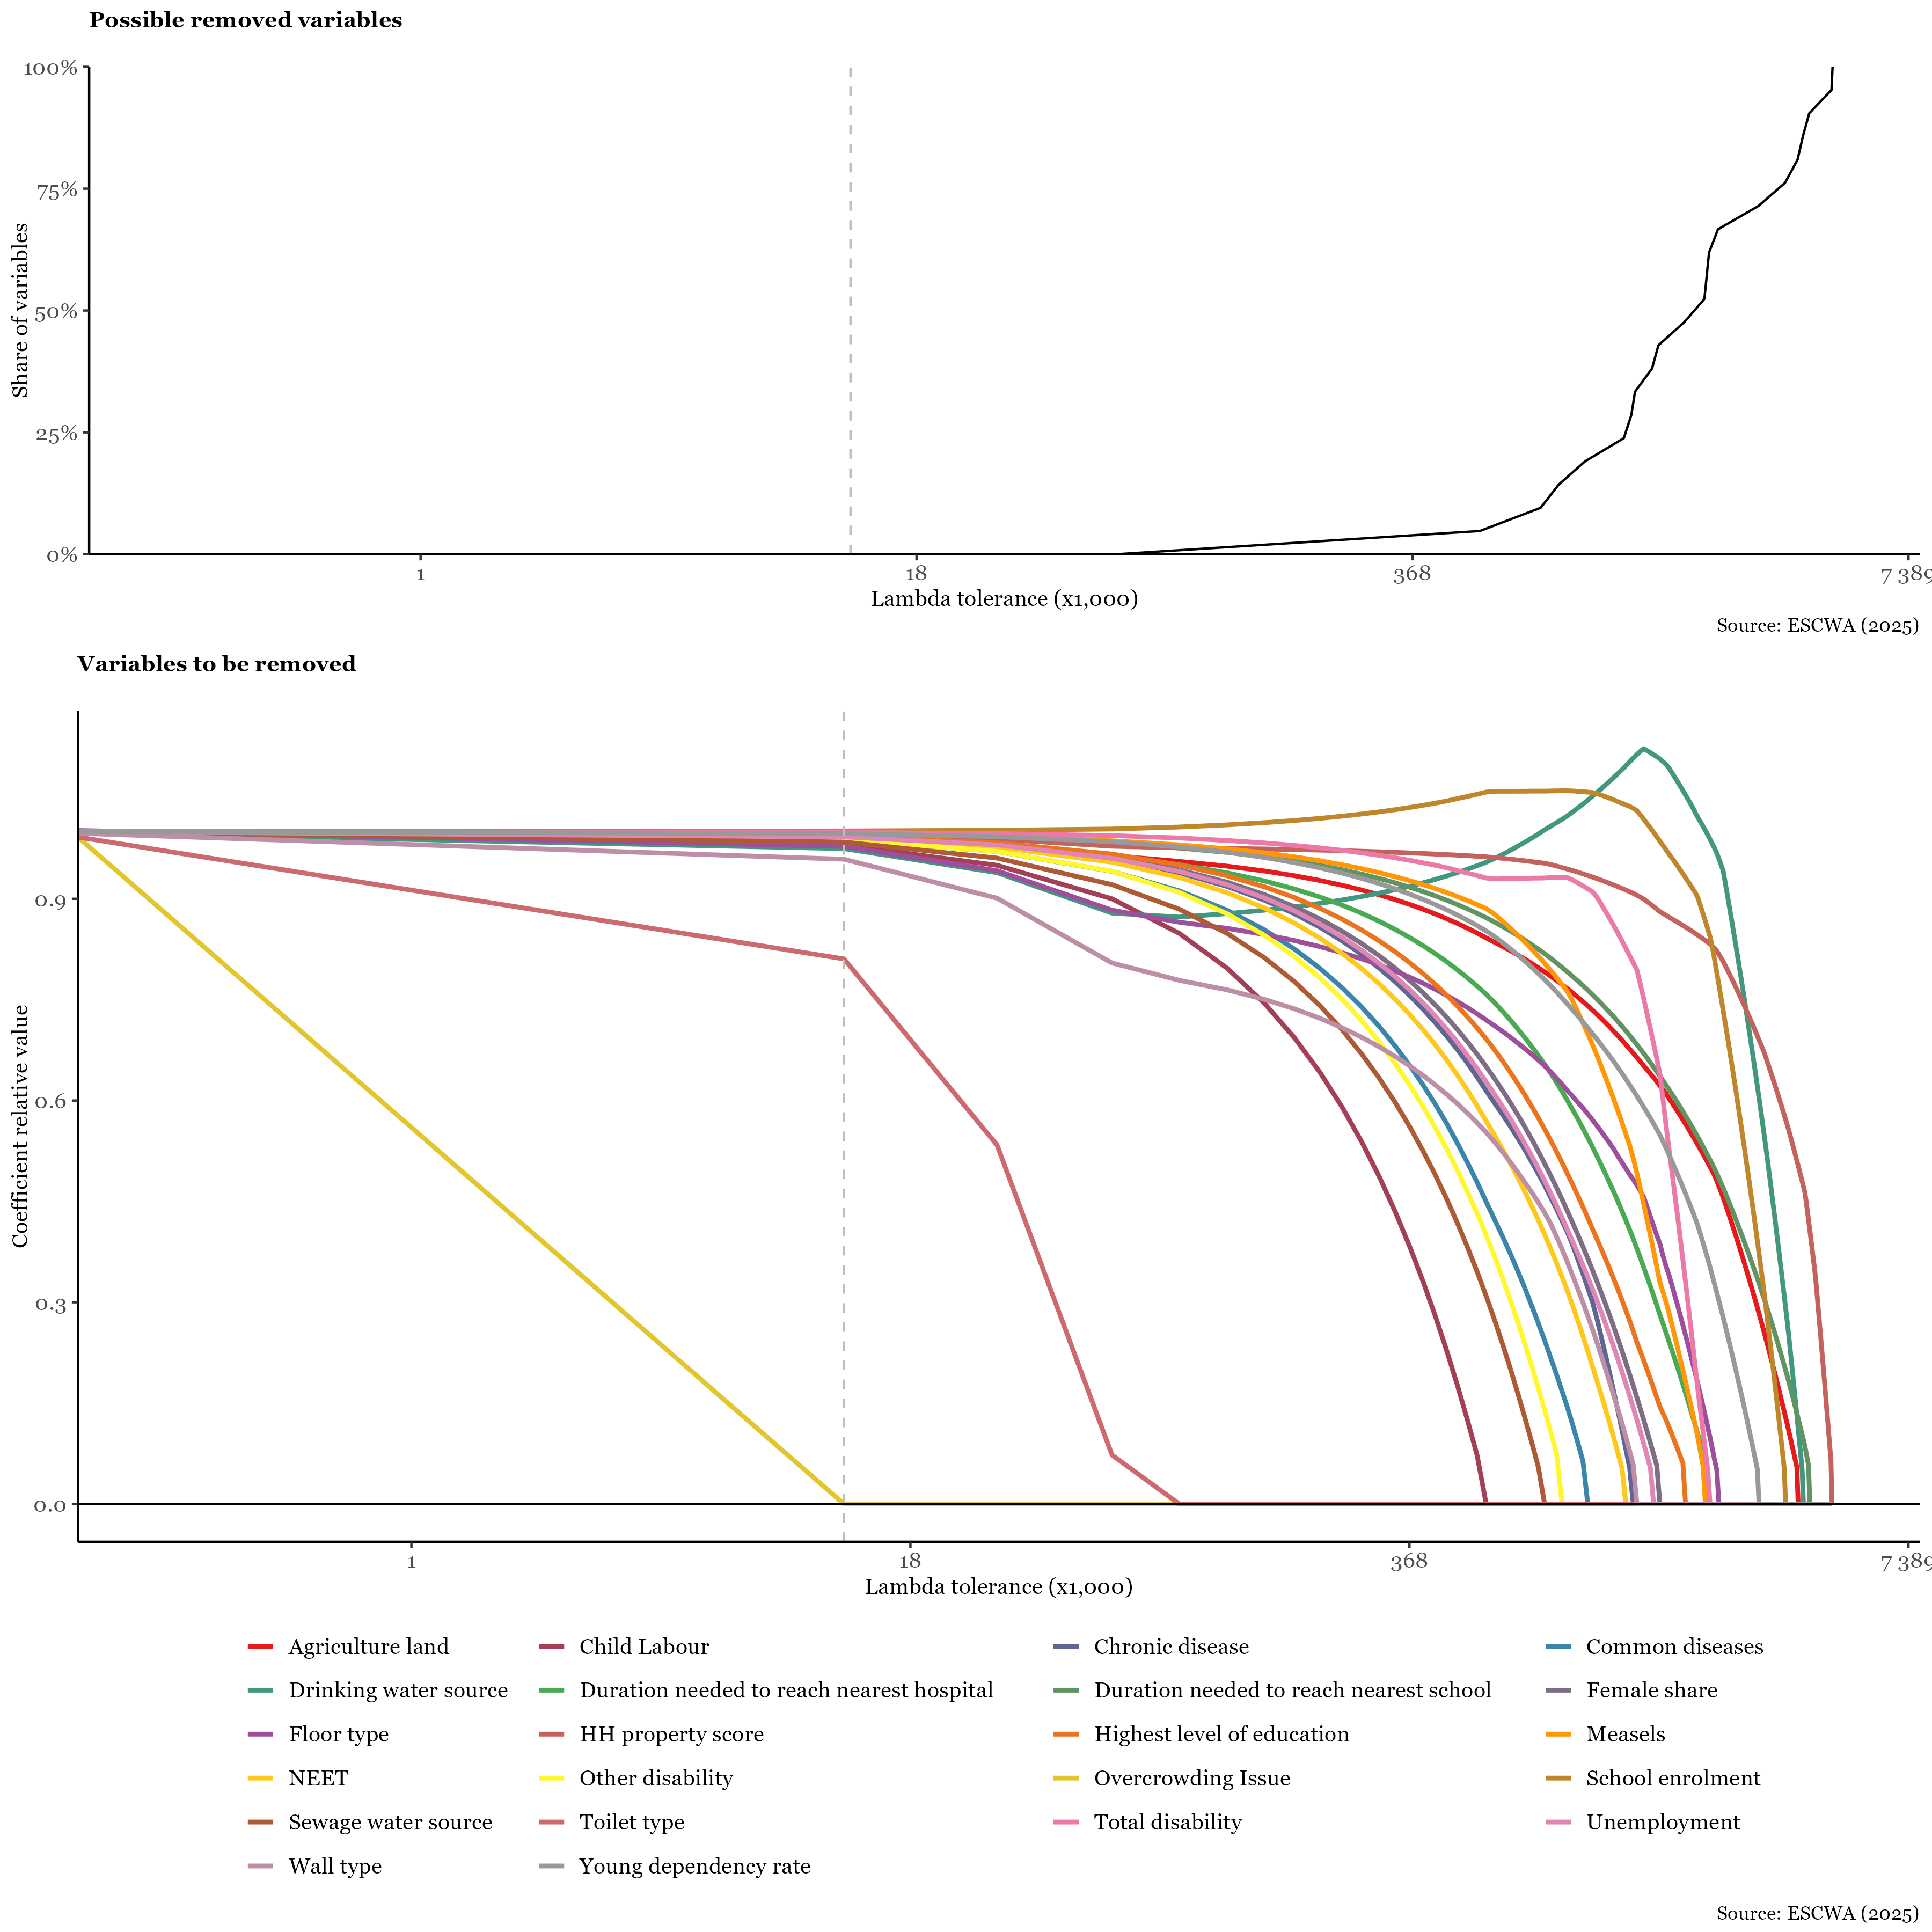 Possible removed variables
100%
75%
50%
25%
0%
Share of variables
1 18 368 7 389
Lambda tolerance (x1,000)
Source: ESCWA (2025)
Variables to be removed
0.9
0.6
0.3
0.0
Coefficient relative value
1 18 368 7 389
Lambda tolerance (x1,000)
Agriculture land Child Labour Chronic disease Common diseases
Drinking water source Duration needed to reach nearest hospital Duration needed to reach nearest school Female share
Floor type HH property score Highest level of education Measels
NEET Other disability Overcrowding Issue School enrolment
Sewage water source Toilet type Total disability Unemployment
Wall type Young dependency rate
Source: ESCWA (2025)